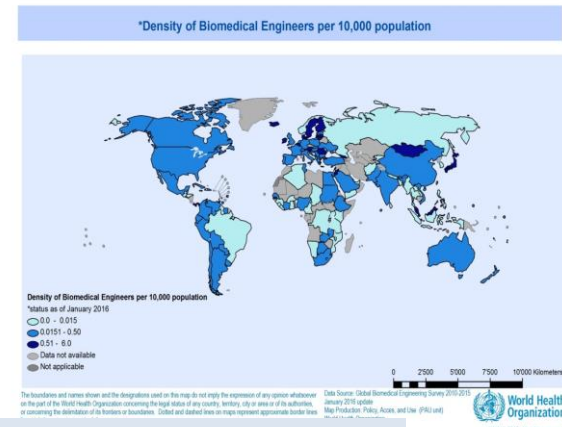 *Density of Biomedical Engineers per 10,000 population
Density of Biomedical Engineers per 10,000 population
*status as of January 2016
0.0 - 0.015
0.0151 - 0.50
0.51 - 6.0
Data not available
Not applicable
0 2'500 5'000 7'500 10'000 Kilometers
The boundaries and names shown and the designations used on this map do not imply the expression of any opinion whatsoever
on the part of the World Health Organization concerning the legal status of any country, territory, city or area or of its authorities,
or concerning the delimitation of its frontiers or boundaries. Dotted and dashed lines on maps represent approximate border lines
Data Source: Global Biomedical Engineering Survey 2010-2015
January 2016 update
Map Production: Policy, Access, and Use (PAU unit)
World Health
Organization